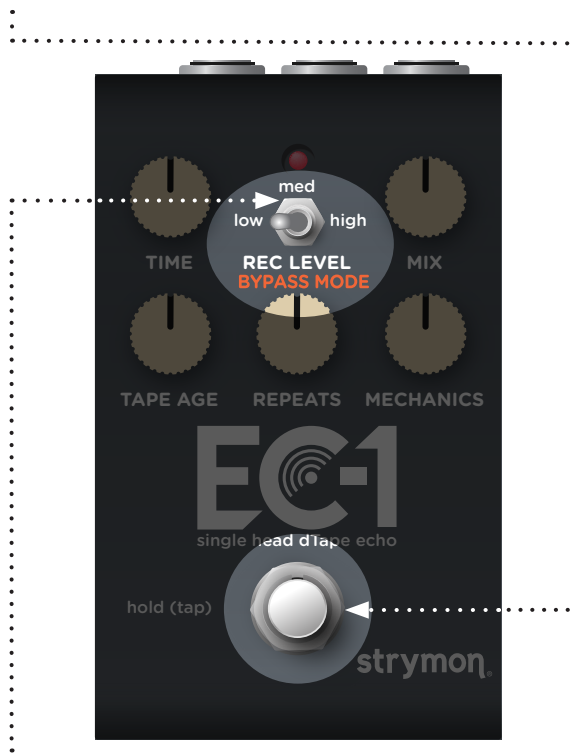 med
low high
REC LEVEL
BYPASS MODE
TIME MIX
TAPE AGE REPEATS MECHANICS
EC-1
single head dTape echo
hold (tap)
strymon®